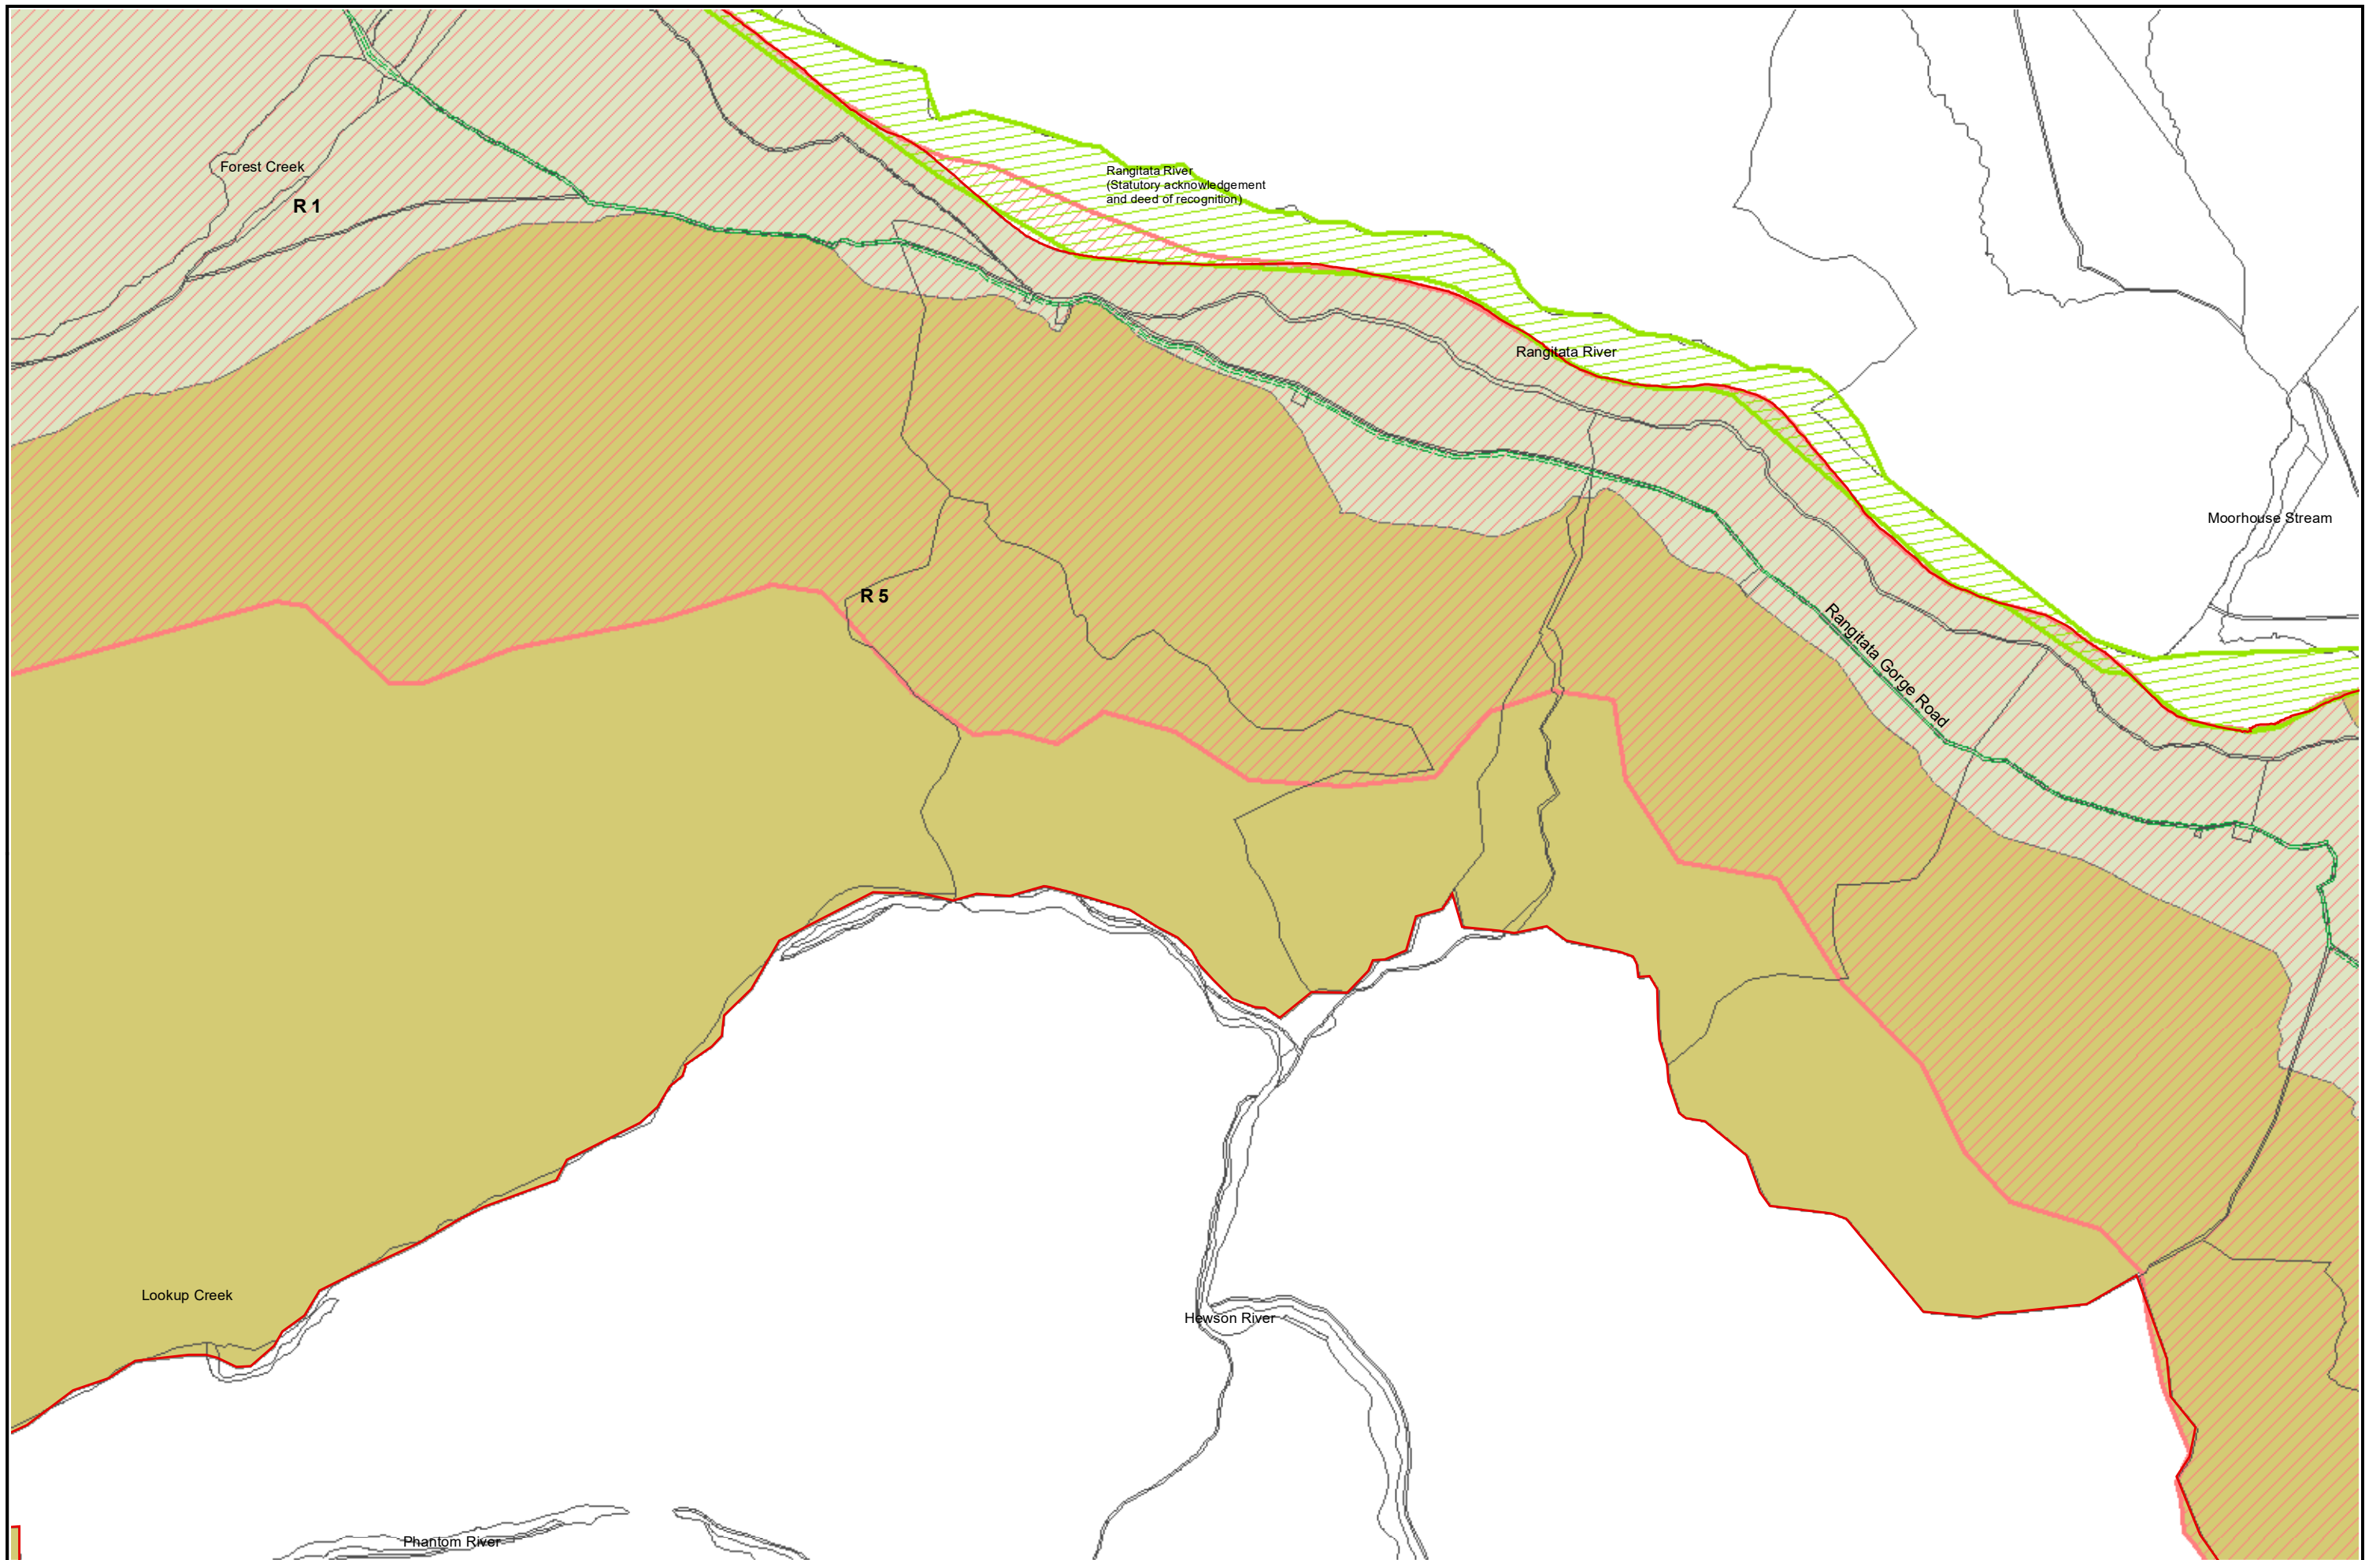 Forest Creek
R 1
Rangitata River
(Statutory acknowledgement
and deed of recognition)
Rangitata River
Moorhouse Stream
R 5
Rangitata Gorge Road
Lookup Creek
Hewson River
Phantom River